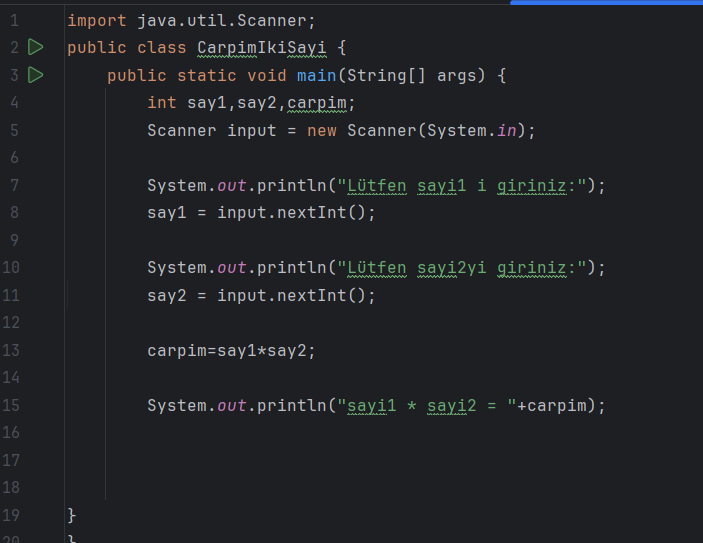 1 import java.util.Scanner;
2 public class CarpimIkiSayi {
3 public static void main(String[] args) {
4 int say1,say2,carpim;
5 Scanner input = new Scanner(System.in);
6
7 System.out.println("Lütfen sayi1 i giriniz:");
8 say1 = input.nextInt();
9
10 System.out.println("Lütfen sayi2yi giriniz:");
11 say2 = input.nextInt();
12
13 carpim=say1*say2;
14
15 System.out.println("sayi1 * sayi2 = "+carpim);
16
17
18
19 }
20 }